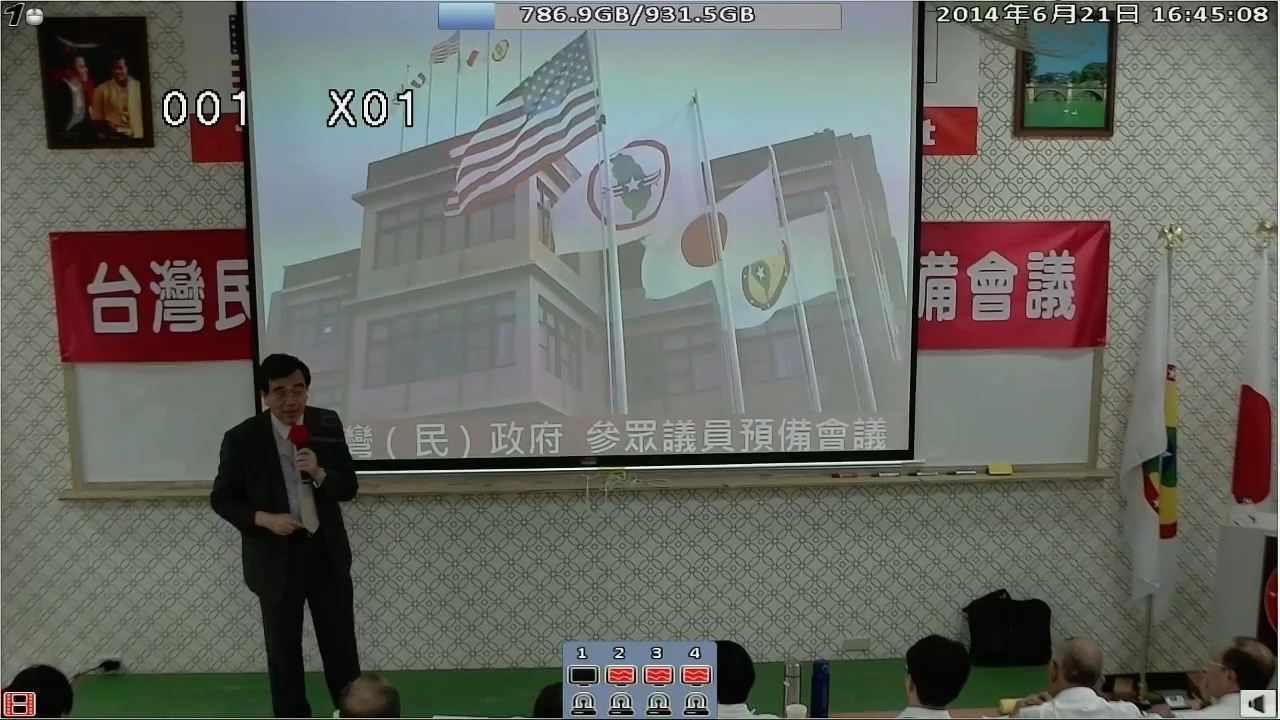 1
786.9GB/931.5GB
2014年6月21日 16:45:08
001 X01
t
台灣民
備會議
灣(民)政府 參眾議員預備會議
1 2 3 4